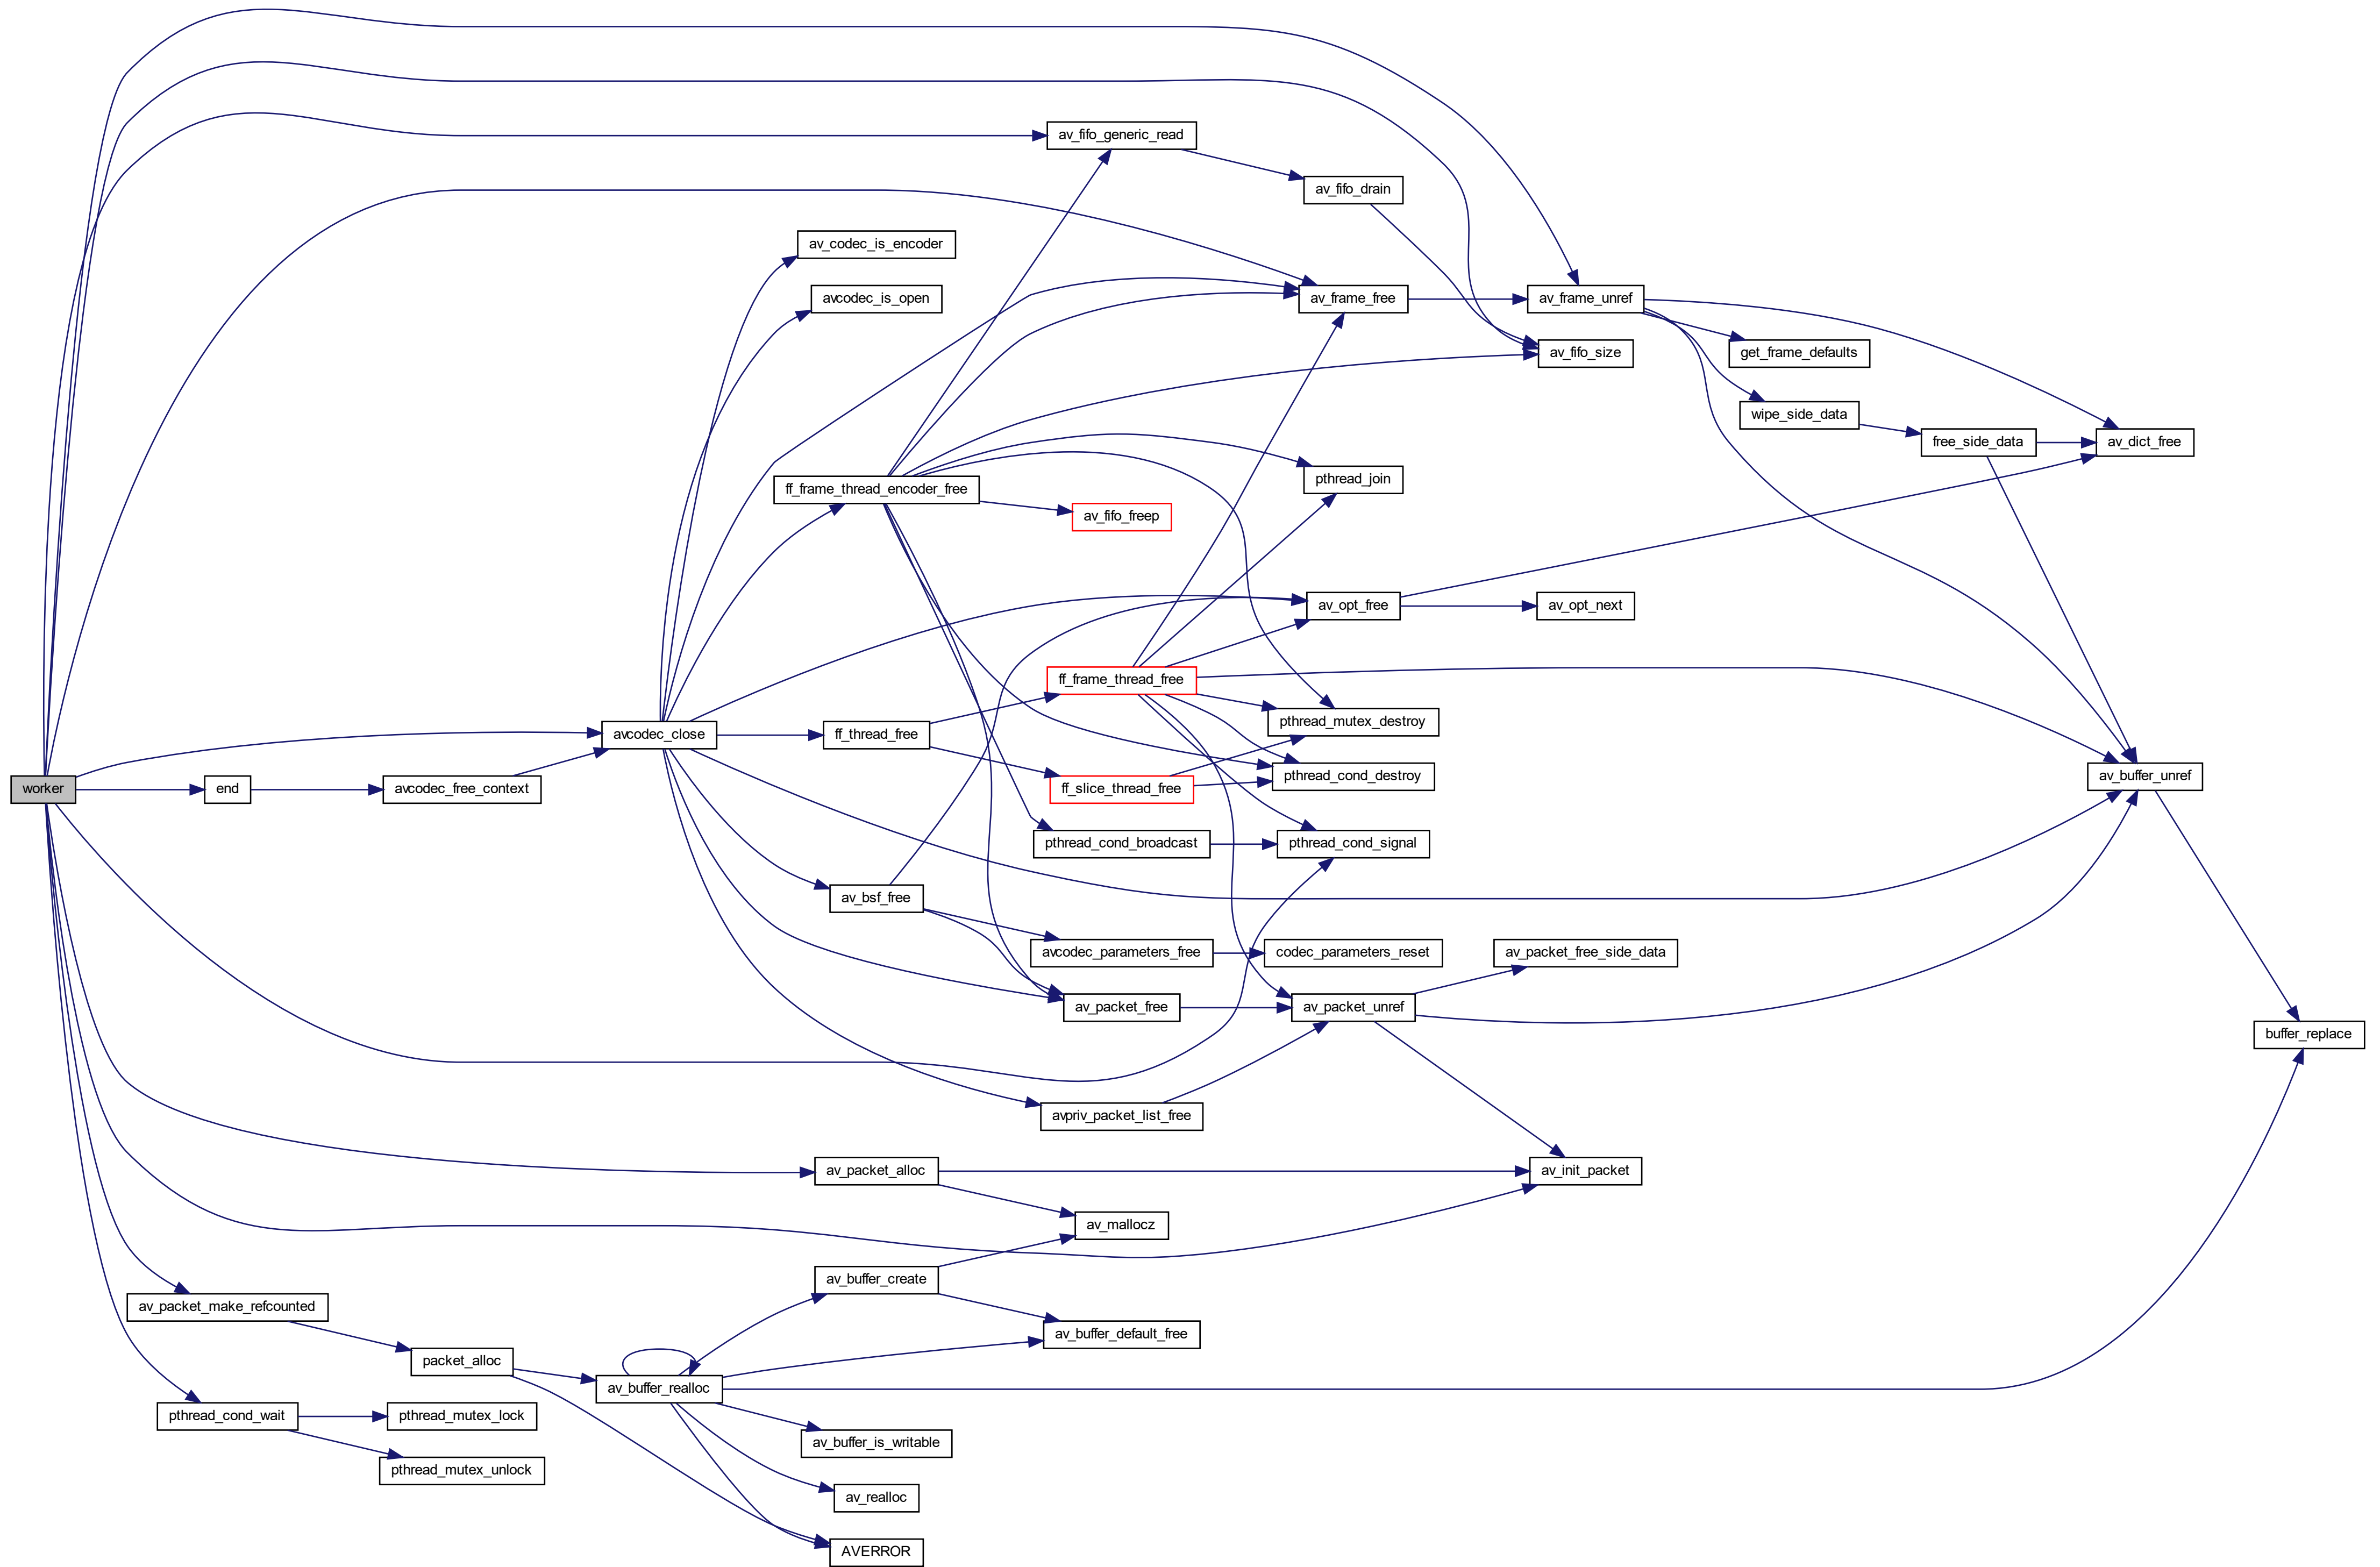 av_fifo_generic_read
av_fifo_drain
av_codec_is_encoder
avcodec_is_open
av_frame_free
av_frame_unref
av_fifo_size
get_frame_defaults
wipe_side_data
free_side_data
av_dict_free
pthread_join
ff_frame_thread_encoder_free
av_fifo_freep
av_opt_free
av_opt_next
ff_frame_thread_free
pthread_mutex_destroy
avcodec_close
ff_thread_free
pthread_cond_destroy
av_buffer_unref
worker
end
avcodec_free_context
ff_slice_thread_free
pthread_cond_broadcast
pthread_cond_signal
av_bsf_free
avcodec_parameters_free
codec_parameters_reset
av_packet_free_side_data
av_packet_free
av_packet_unref
buffer_replace
avpriv_packet_list_free
av_packet_alloc
av_init_packet
av_mallocz
av_buffer_create
av_packet_make_refcounted
av_buffer_default_free
packet_alloc
av_buffer_realloc
pthread_cond_wait
pthread_mutex_lock
av_buffer_is_writable
pthread_mutex_unlock
av_realloc
AVERROR